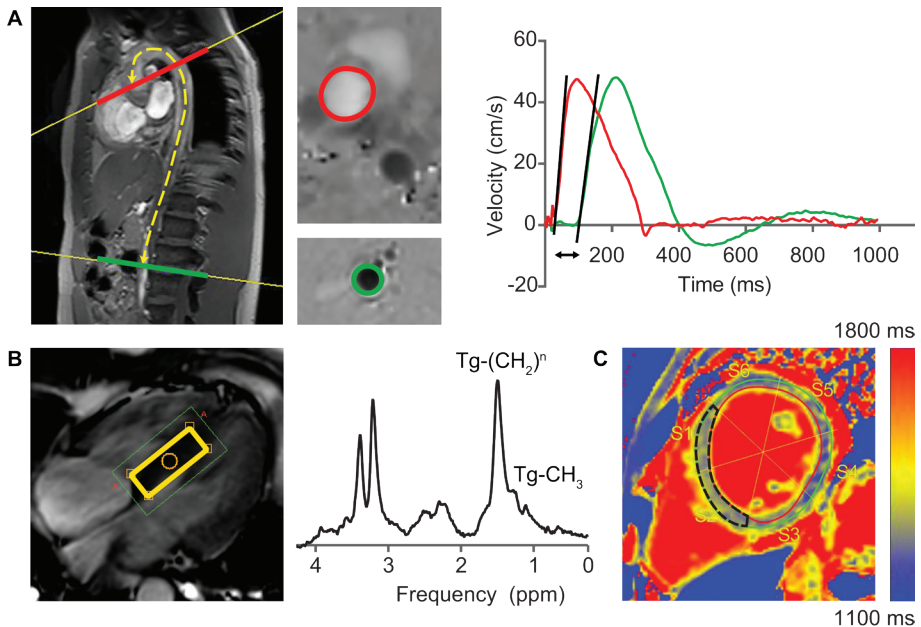 A
60
40
20
0
-20
Velocity (cm/s)
200 400 600 800 1000
Time (ms)
B
A
Tg-(CH₂)ⁿ
Tg-CH₃
4 3 2 1 0
Frequency (ppm)
C
1800 ms
S6
S5
S1
S4
S2
S3
1100 ms